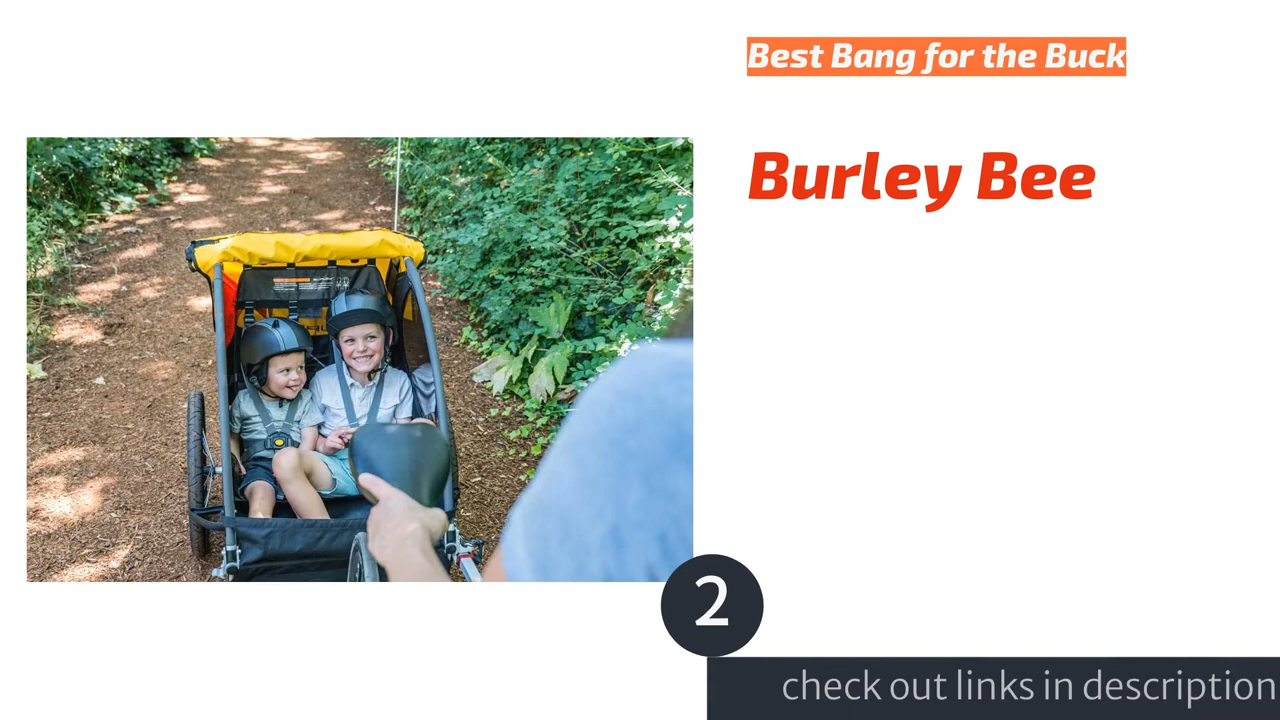 Best Bang for the Buck
Burley Bee
2
check out links in description